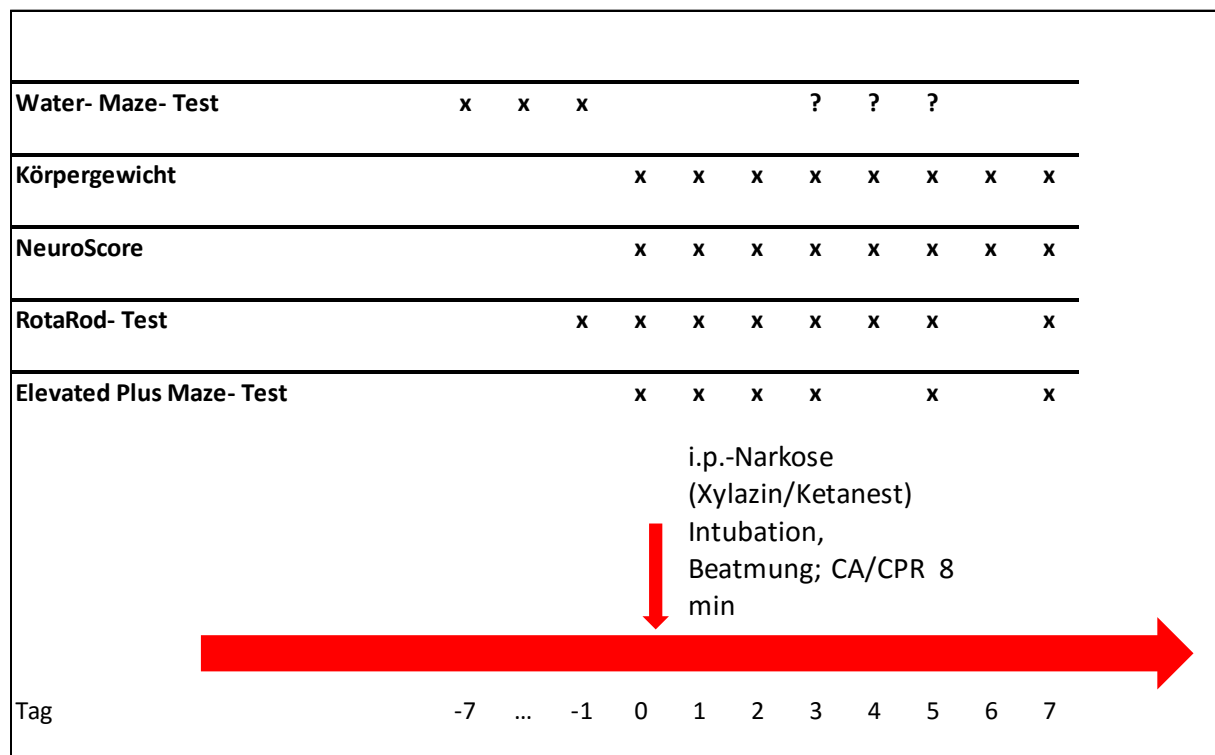 Water- Maze- Test x x x ? ? ?
Körpergewicht x x x x x x x x
NeuroScore x x x x x x x x
RotaRod- Test x x x x x x x x
Elevated Plus Maze- Test x x x x x x
i.p.-Narkose
(Xylazin/Ketanest)
Intubation,
Beatmung; CA/CPR 8
min
Tag -7 ... -1 0 1 2 3 4 5 6 7